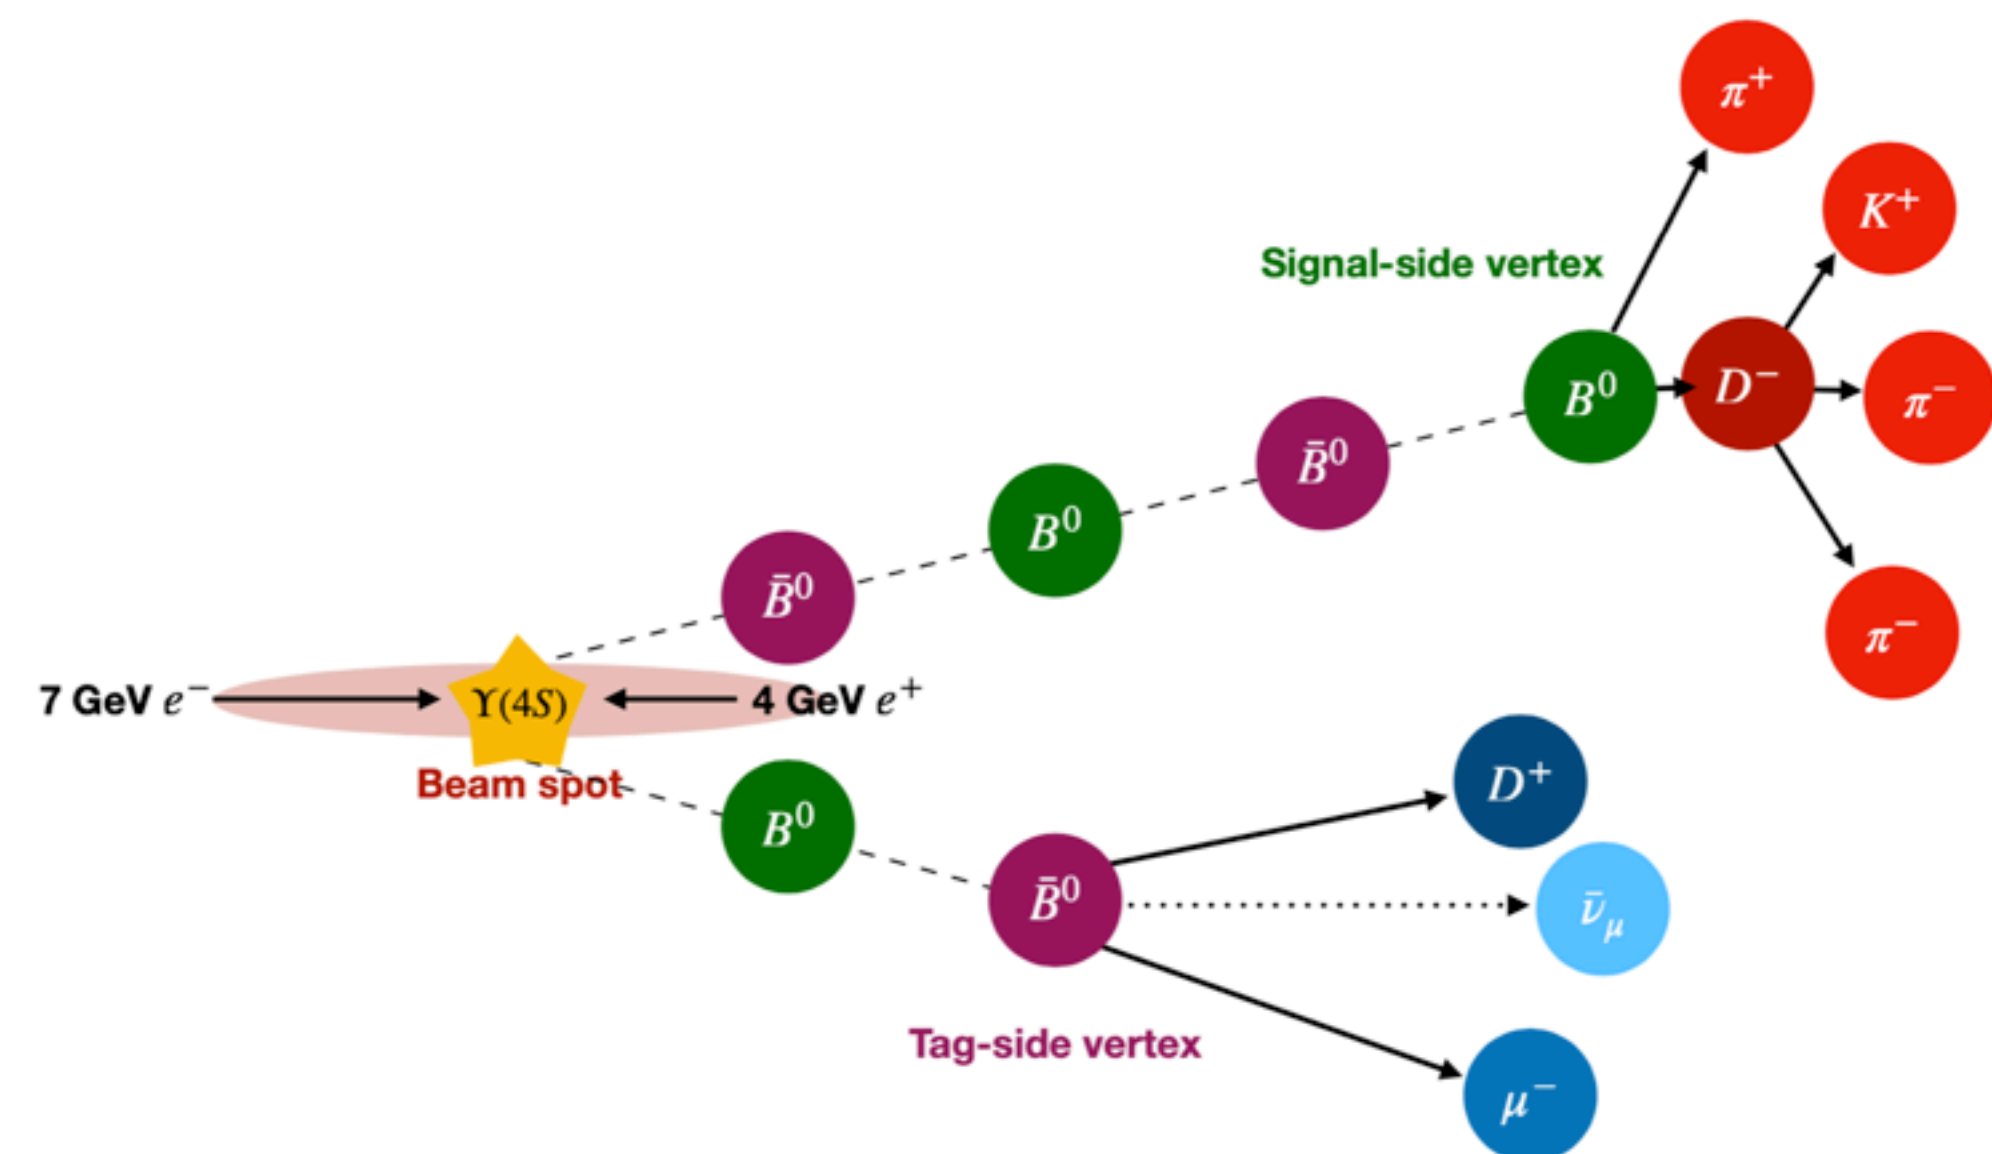 π⁺
K⁺
Signal-side vertex
B⁰
D⁻
π⁻
B̄⁰
B⁰
B̄⁰
π⁻
7 GeV e⁻
ϒ(4S)
4 GeV e⁺
Beam spot
B⁰
D⁺
B̄⁰
ν̄_μ
Tag-side vertex
μ⁻